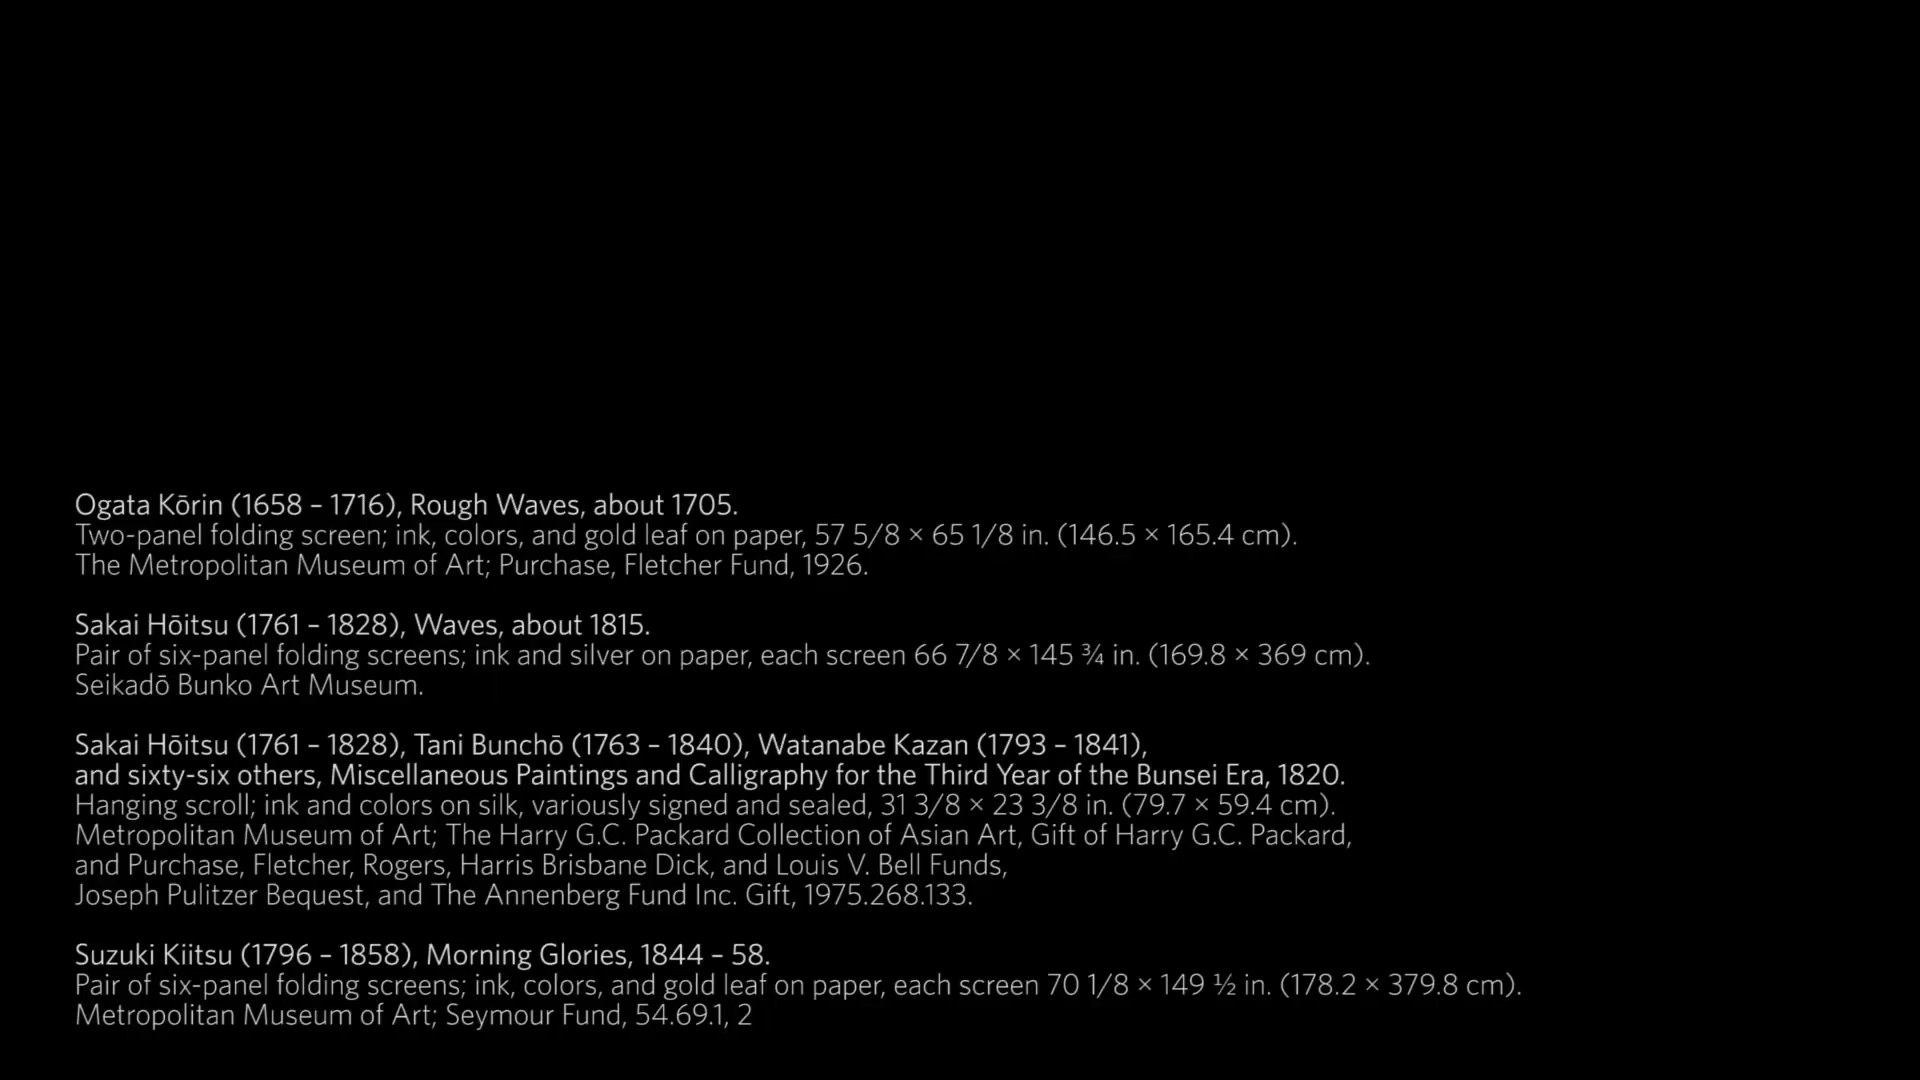 Ogata Kōrin (1658 – 1716), Rough Waves, about 1705.
Two-panel folding screen; ink, colors, and gold leaf on paper, 57 5/8 × 65 1/8 in. (146.5 × 165.4 cm).
The Metropolitan Museum of Art; Purchase, Fletcher Fund, 1926.
Sakai Hōitsu (1761 – 1828), Waves, about 1815.
Pair of six-panel folding screens; ink and silver on paper, each screen 66 7/8 × 145 ¾ in. (169.8 × 369 cm).
Seikadō Bunko Art Museum.
Sakai Hōitsu (1761 – 1828), Tani Bunchō (1763 – 1840), Watanabe Kazan (1793 – 1841),
and sixty-six others, Miscellaneous Paintings and Calligraphy for the Third Year of the Bunsei Era, 1820.
Hanging scroll; ink and colors on silk, variously signed and sealed, 31 3/8 × 23 3/8 in. (79.7 × 59.4 cm).
Metropolitan Museum of Art; The Harry G.C. Packard Collection of Asian Art, Gift of Harry G.C. Packard,
and Purchase, Fletcher, Rogers, Harris Brisbane Dick, and Louis V. Bell Funds,
Joseph Pulitzer Bequest, and The Annenberg Fund Inc. Gift, 1975.268.133.
Suzuki Kiitsu (1796 – 1858), Morning Glories, 1844 – 58.
Pair of six-panel folding screens; ink, colors, and gold leaf on paper, each screen 70 1/8 × 149 ½ in. (178.2 × 379.8 cm).
Metropolitan Museum of Art; Seymour Fund, 54.69.1, 2